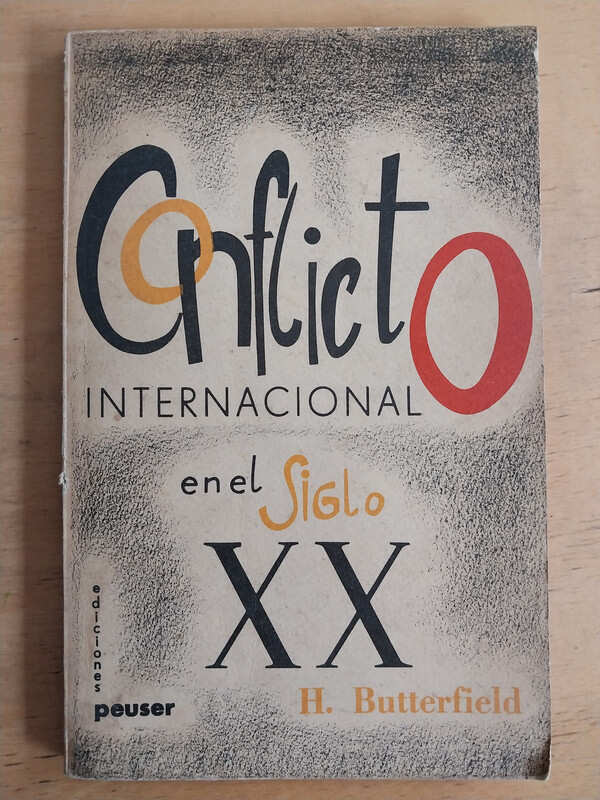 Conflicto
INTERNACIONAL
en el Siglo
XX
H. Butterfield
ediciones
peuser